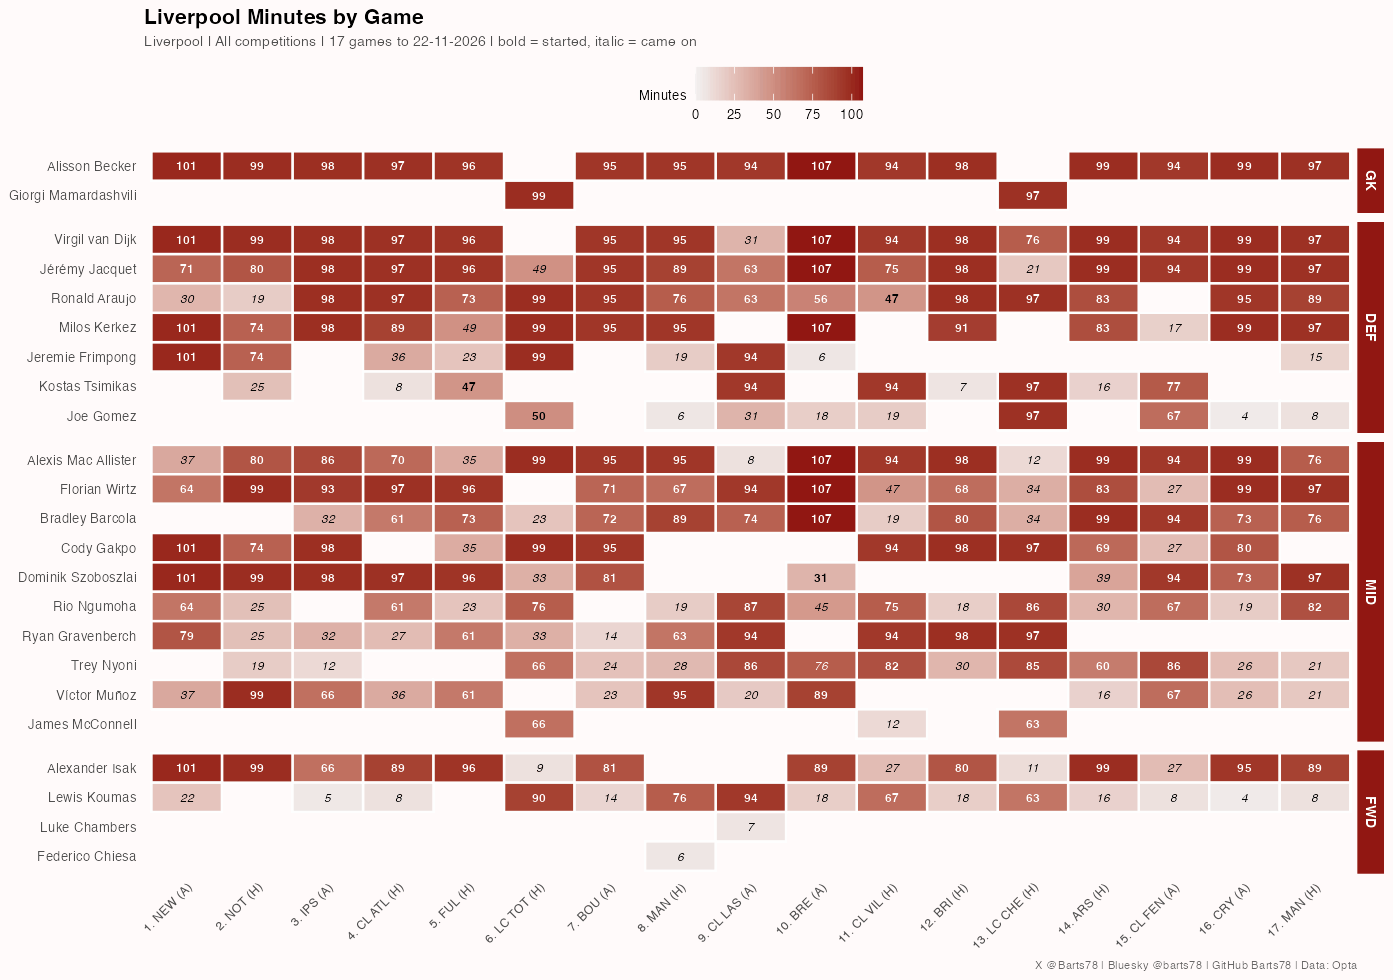 Liverpool Minutes by Game
Liverpool | All competitions | 17 games to 22-11-2026 | bold = started, italic = came on
Minutes
0 25 50 75 100
Alisson Becker 101 99 98 97 96 95 95 94 107 94 98 99 94 99 97
Giorgi Mamardashvili 99 97
GK
Virgil van Dijk 101 99 98 97 96 95 95 31 107 94 98 76 99 94 99 97
Jérémy Jacquet 71 80 98 97 96 49 95 89 63 107 75 98 21 99 94 99 97
Ronald Araujo 30 19 98 97 73 99 95 76 63 56 47 98 97 83 95 89
Milos Kerkez 101 74 98 89 49 99 95 95 107 91 83 17 99 97
Jeremie Frimpong 101 74 36 23 99 19 94 6 15
Kostas Tsimikas 25 8 47 94 94 7 97 16 77
Joe Gomez 50 6 31 18 19 97 67 4 8
DEF
Alexis Mac Allister 37 80 86 70 35 99 95 95 8 107 94 98 12 99 94 99 76
Florian Wirtz 64 99 93 97 96 71 67 94 107 47 68 34 83 27 99 97
Bradley Barcola 32 61 73 23 72 89 74 107 19 80 34 99 94 73 76
Cody Gakpo 101 74 98 35 99 95 94 98 97 69 27 80
Dominik Szoboszlai 101 99 98 97 96 33 81 31 39 94 73 97
Rio Ngumoha 64 25 61 23 76 19 87 45 75 18 86 30 67 19 82
Ryan Gravenberch 79 25 32 27 61 33 14 63 94 94 98 97
Trey Nyoni 19 12 66 24 28 86 76 82 30 85 60 86 26 21
Víctor Muñoz 37 99 66 36 61 23 95 20 89 16 67 26 21
James McConnell 66 12 63
MID
Alexander Isak 101 99 66 89 96 9 81 89 27 80 11 99 27 95 89
Lewis Koumas 22 5 8 90 14 76 94 18 67 18 63 16 8 4 8
Luke Chambers 7
Federico Chiesa 6
FWD
1. NEW (A)
2. NOT (H)
3. IPS (A)
4. CL ATL (H)
5. FUL (H)
6. LC TOT (H)
7. BOU (A)
8. MAN (H)
9. CL LAS (A)
10. BRE (A)
11. CL VIL (H)
12. BRI (H)
13. LC CHE (H)
14. ARS (H)
15. CL FEN (A)
16. CRY (A)
17. MAN (H)
X @Barts78 | Bluesky @barts78 | GitHub Barts78 | Data: Opta